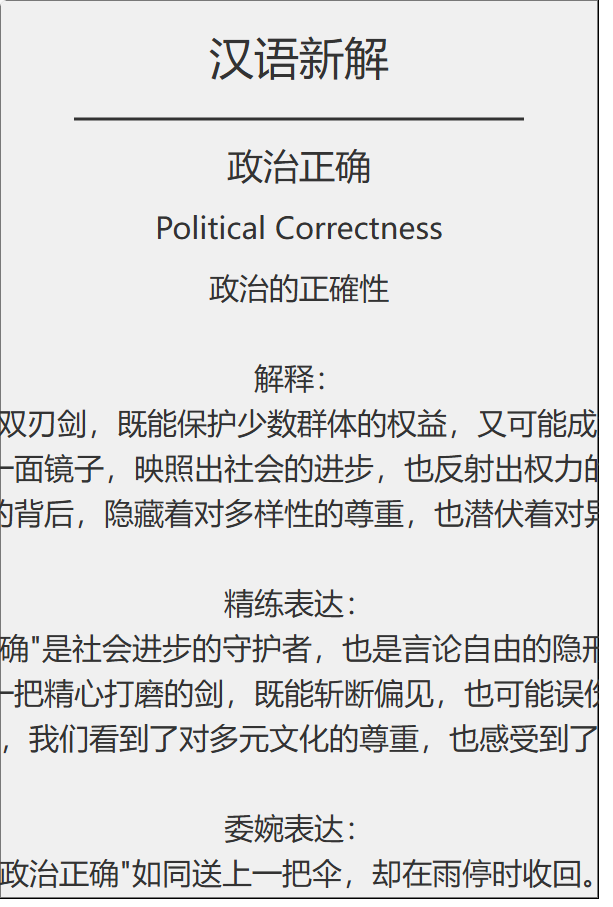 汉语新解
政治正确
Political Correctness
政治的正確性
解释：
双刃剑，既能保护少数群体的权益，又可能成
一面镜子，映照出社会的进步，也反射出权力的
的背后，隐藏着对多样性的尊重，也潜伏着对异
精练表达：
确"是社会进步的守护者，也是言论自由的隐形
一把精心打磨的剑，既能斩断偏见，也可能误伤
，我们看到了对多元文化的尊重，也感受到了
委婉表达：
政治正确"如同送上一把伞，却在雨停时收回。